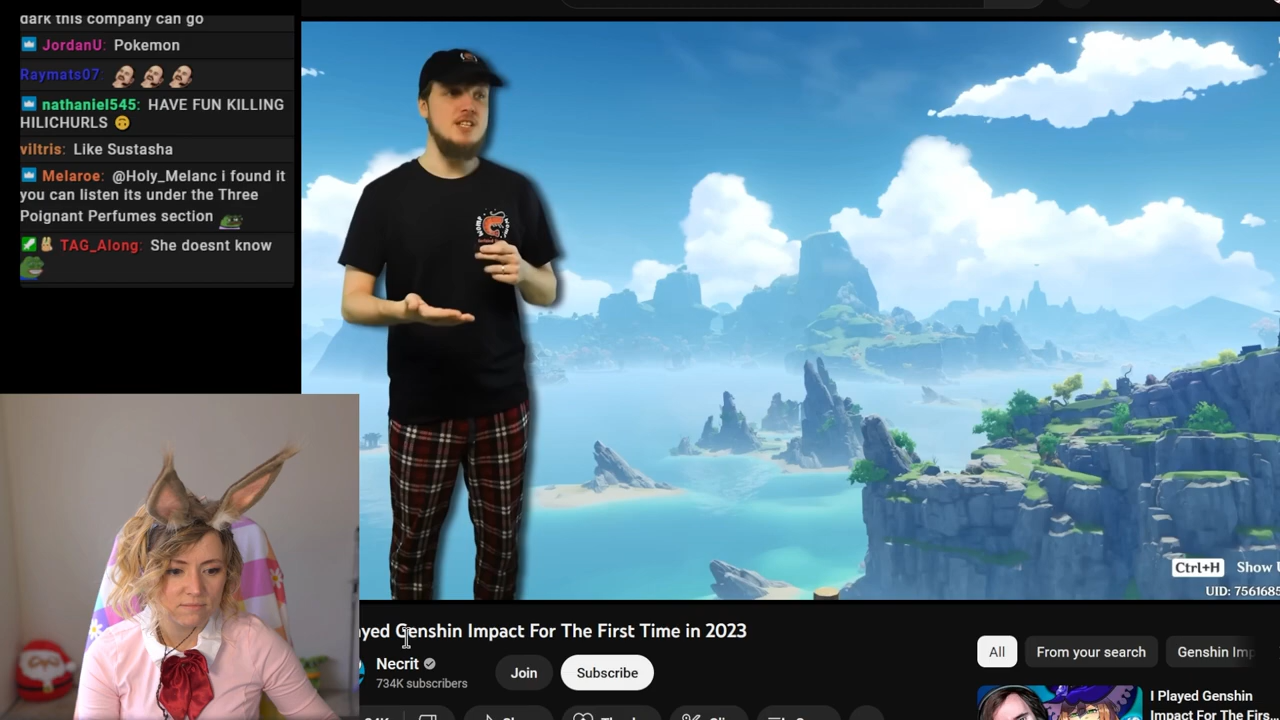 dark this company can go
JordanU: Pokemon
Raymats07
nathaniel545: HAVE FUN KILLING
HILICHURLS
viltris: Like Sustasha
Melaroe: @Holy_Melanc i found it
you can listen its under the Three
Poignant Perfumes section
TAG_Along: She doesnt know
Ctrl+H Show
UID: 7561685
ayed Genshin Impact For The First Time in 2023
Necrit
734K subscribers
Join
Subscribe
All
From your search
Genshin Imp
I Played Genshin
Impact For The Firs